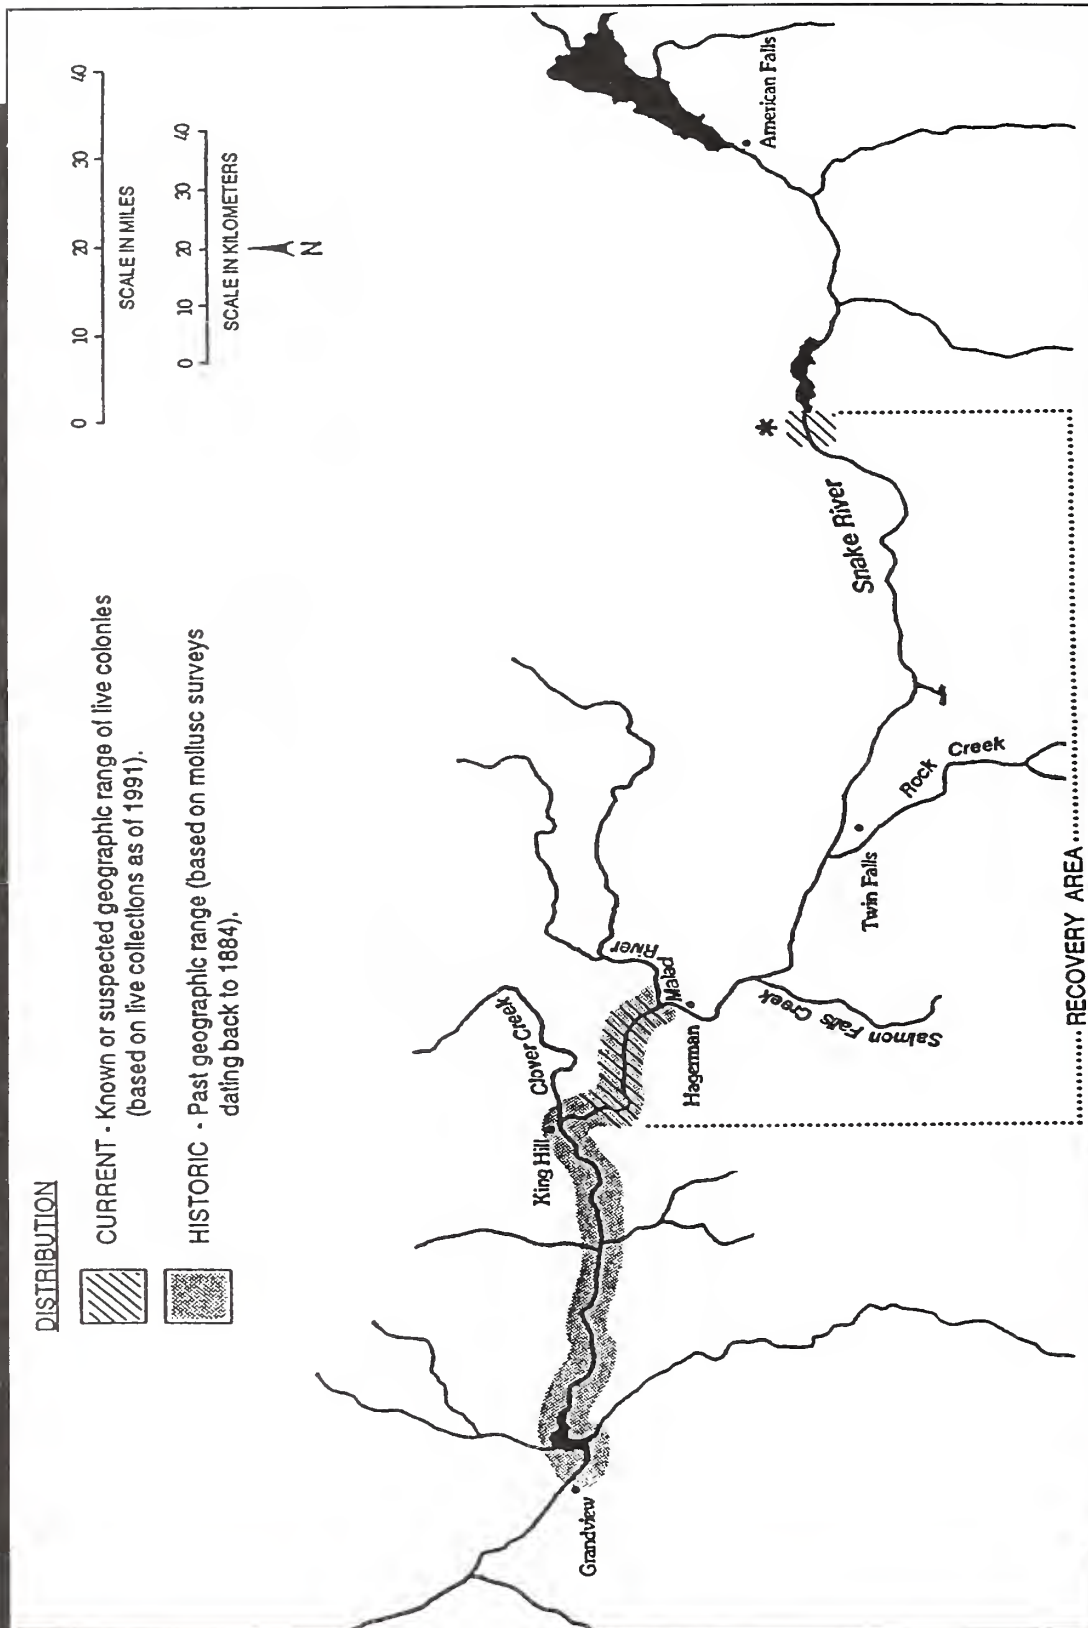 DISTRIBUTION
CURRENT - Known or suspected geographic range of live colonies
(based on live collections as of 1991).
HISTORIC - Past geographic range (based on mollusc surveys
dating back to 1884).
0 10 20 30 40
SCALE IN MILES
0 10 20 30 40
SCALE IN KILOMETERS
N
American Falls
*
Snake River
Clover Creek
King Hill
Malad
River
Hagerman
Grandview
Salmon Falls Creek
Twin Falls
Rock Creek
RECOVERY AREA